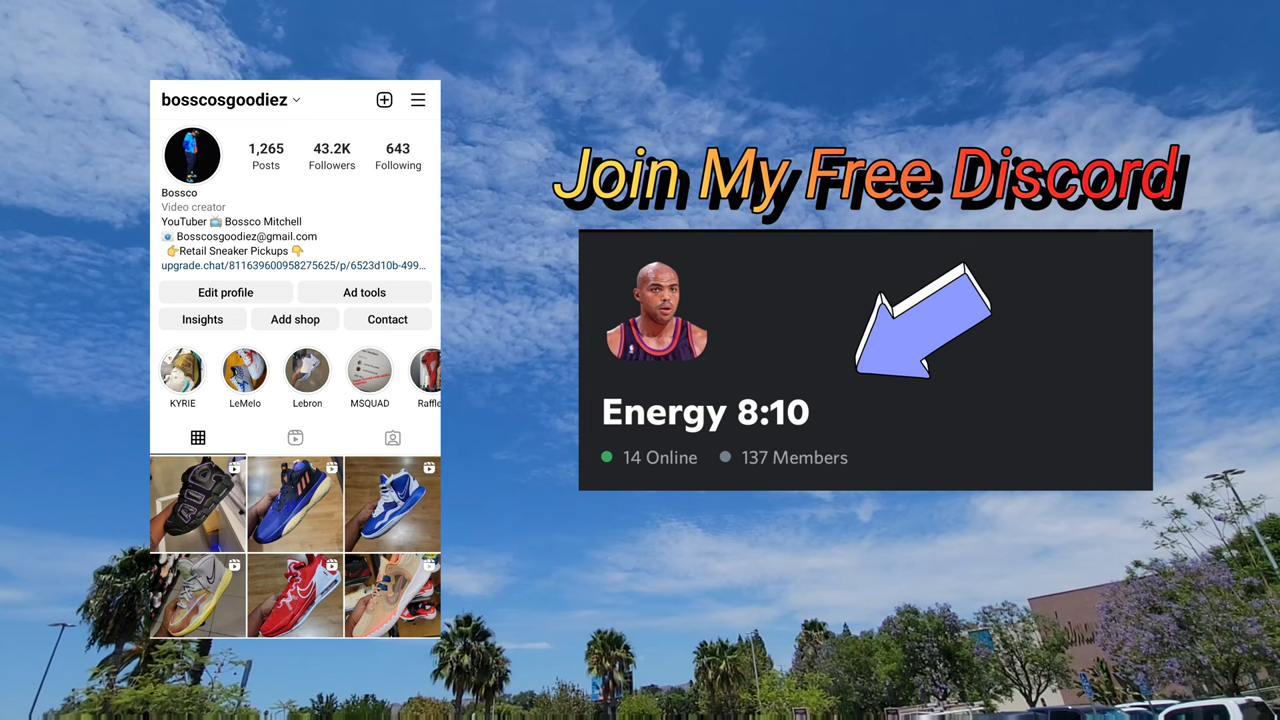 bosscosgoodiez
1,265 43.2K 643
Posts Followers Following
Bossco
Video creator
YouTuber 📺 Bossco Mitchell
📧 Bosscosgoodiez@gmail.com
👉Retail Sneaker Pickups 👇
upgrade.chat/811639600958275625/p/6523d10b-499...
Edit profile Ad tools
Insights Add shop Contact
KYRIE LeMelo Lebron MSQUAD Raffle
Join My Free Discord
Energy 8:10
14 Online 137 Members